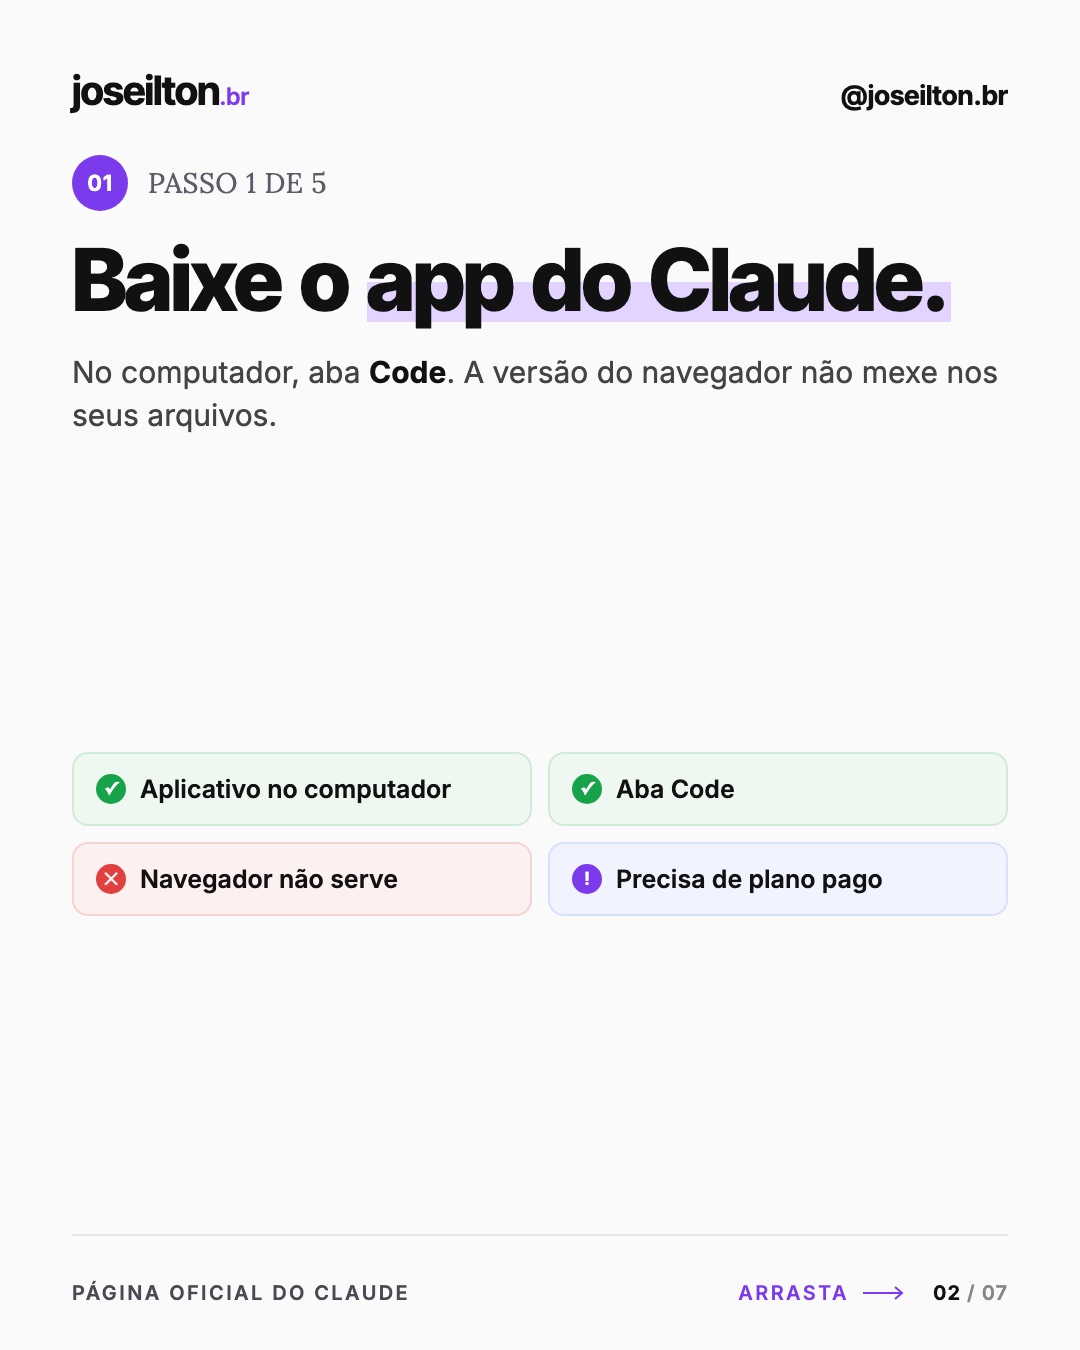 joseilton.br
@joseilton.br
01 PASSO 1 DE 5
Baixe o app do Claude.
No computador, aba Code. A versão do navegador não mexe nos
seus arquivos.
Aplicativo no computador
Aba Code
Navegador não serve
! Precisa de plano pago
PÁGINA OFICIAL DO CLAUDE
ARRASTA → 02 / 07